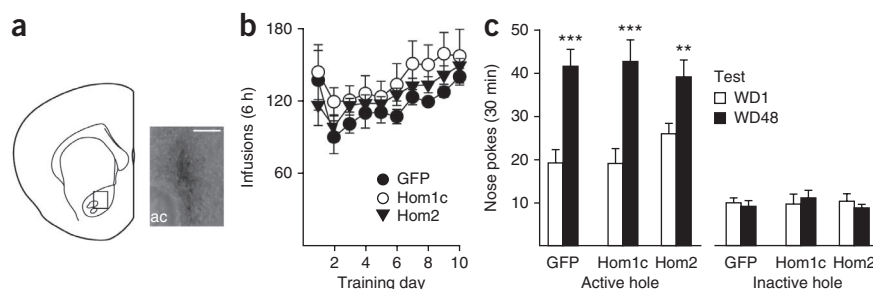 a
ac
b
Infusions (6 h)
180
120
60
GFP
Hom1c
Hom2
2 4 6 8 10
Training day
c
Nose pokes (30 min)
50
40
30
20
10
*** *** **
Test
WD1
WD48
GFP Hom1c Hom2 GFP Hom1c Hom2
Active hole Inactive hole